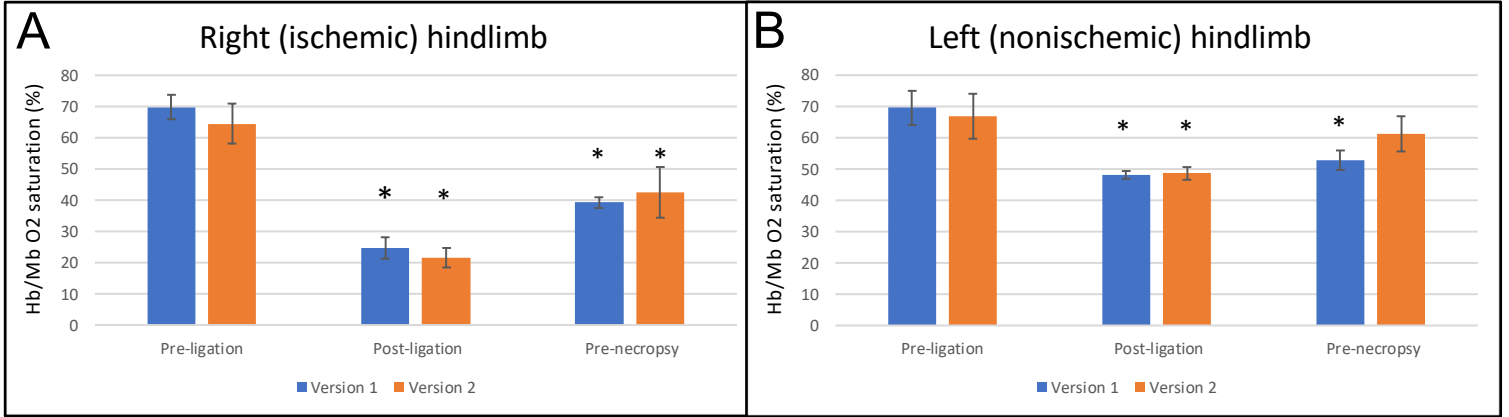 A
Right (ischemic) hindlimb
Hb/Mb O2 saturation (%)
80
70
60
50
40
30
20
10
0
* * * *
Pre-ligation Post-ligation Pre-necropsy
Version 1 Version 2
B
Left (nonischemic) hindlimb
Hb/Mb O2 saturation (%)
80
70
60
50
40
30
20
10
0
* * *
Pre-ligation Post-ligation Pre-necropsy
Version 1 Version 2